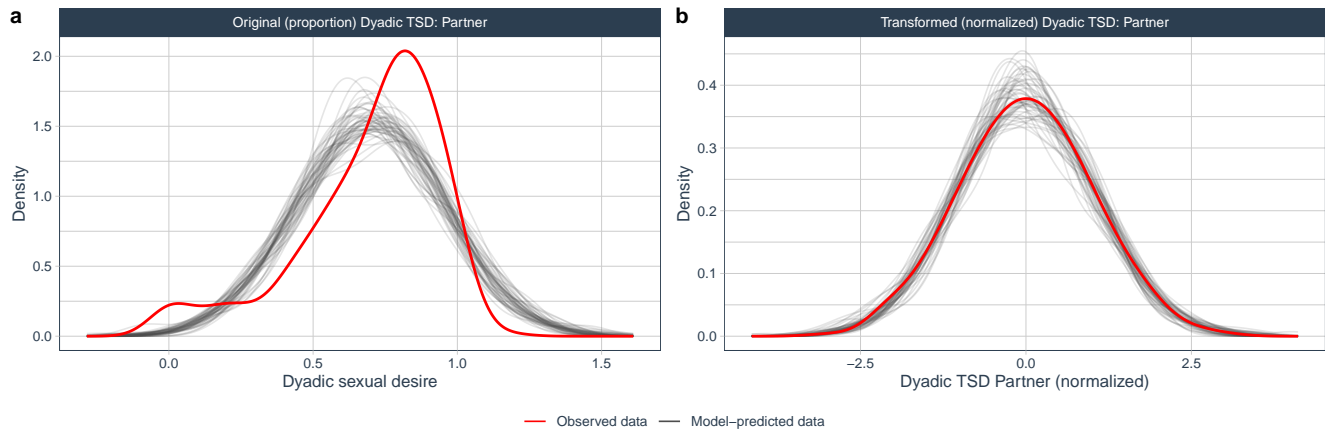 a
Original (proportion) Dyadic TSD: Partner
2.0
1.5
1.0
0.5
0.0
Density
0.0 0.5 1.0 1.5
Dyadic sexual desire
b
Transformed (normalized) Dyadic TSD: Partner
0.4
0.3
0.2
0.1
0.0
Density
−2.5 0.0 2.5
Dyadic TSD Partner (normalized)
Observed data Model−predicted data